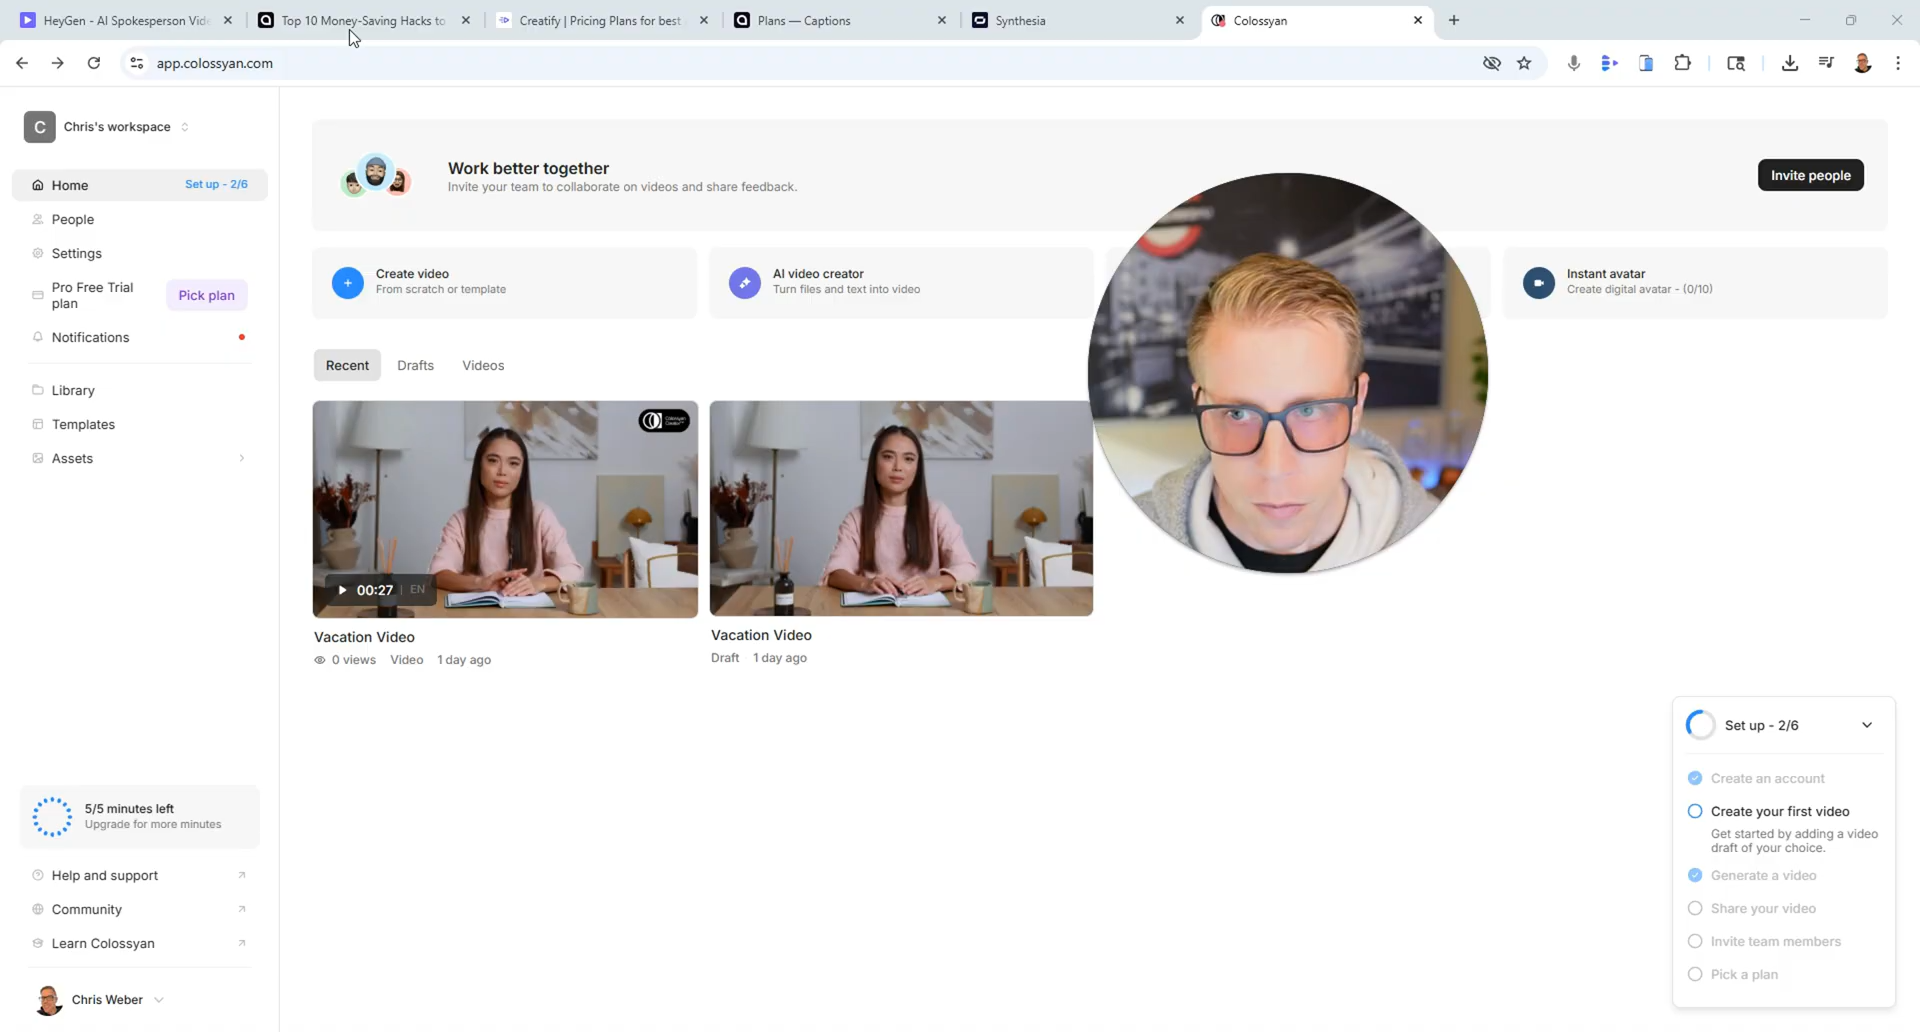 HeyGen - AI Spokesperson Vide
Top 10 Money-Saving Hacks to
Creatify | Pricing Plans for best
Plans — Captions
Synthesia
Colossyan
app.colossyan.com
C
Chris's workspace
Home
Set up - 2/6
People
Settings
Pro Free Trial
plan
Pick plan
Notifications
Library
Templates
Assets
5/5 minutes left
Upgrade for more minutes
Help and support
Community
Learn Colossyan
Chris Weber
Work better together
Invite your team to collaborate on videos and share feedback.
Invite people
Create video
From scratch or template
AI video creator
Turn files and text into video
Instant avatar
Create digital avatar - (0/10)
Recent
Drafts
Videos
Colossyan
Creator
00:27 | EN
Vacation Video
0 views Video 1 day ago
Vacation Video
Draft 1 day ago
Set up - 2/6
Create an account
Create your first video
Get started by adding a video
draft of your choice.
Generate a video
Share your video
Invite team members
Pick a plan